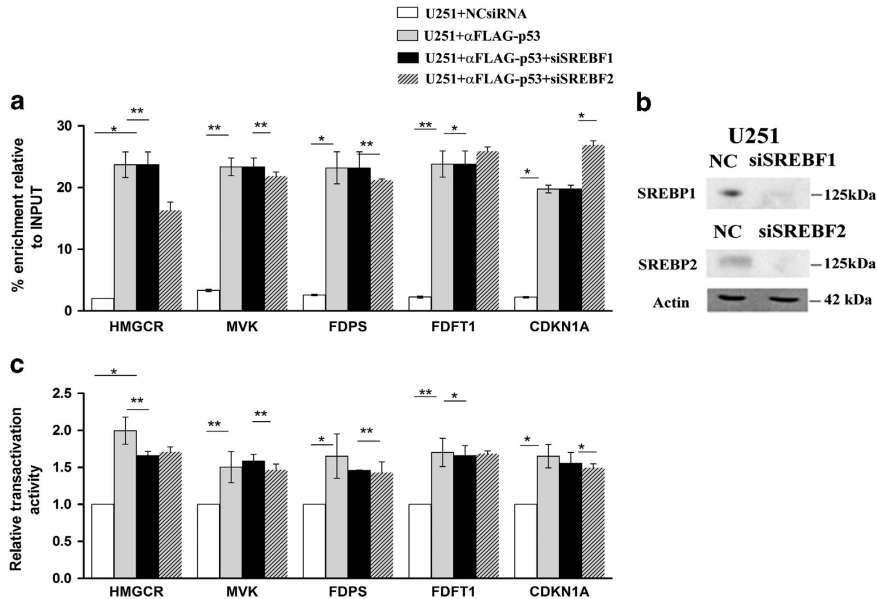 U251+NCsiRNA
U251+αFLAG-p53
U251+αFLAG-p53+siSREBF1
U251+αFLAG-p53+siSREBF2
a
% enrichment relative
to INPUT
30
20
10
0
* ** ** ** * ** ** * * *
HMGCR MVK FDPS FDFT1 CDKN1A
b
U251
NC siSREBF1
SREBP1 125kDa
NC siSREBF2
SREBP2 125kDa
Actin 42 kDa
c
Relative transactivation
activity
2.5
2.0
1.5
1.0
0.5
0.0
* ** ** ** * ** ** * * *
HMGCR MVK FDPS FDFT1 CDKN1A